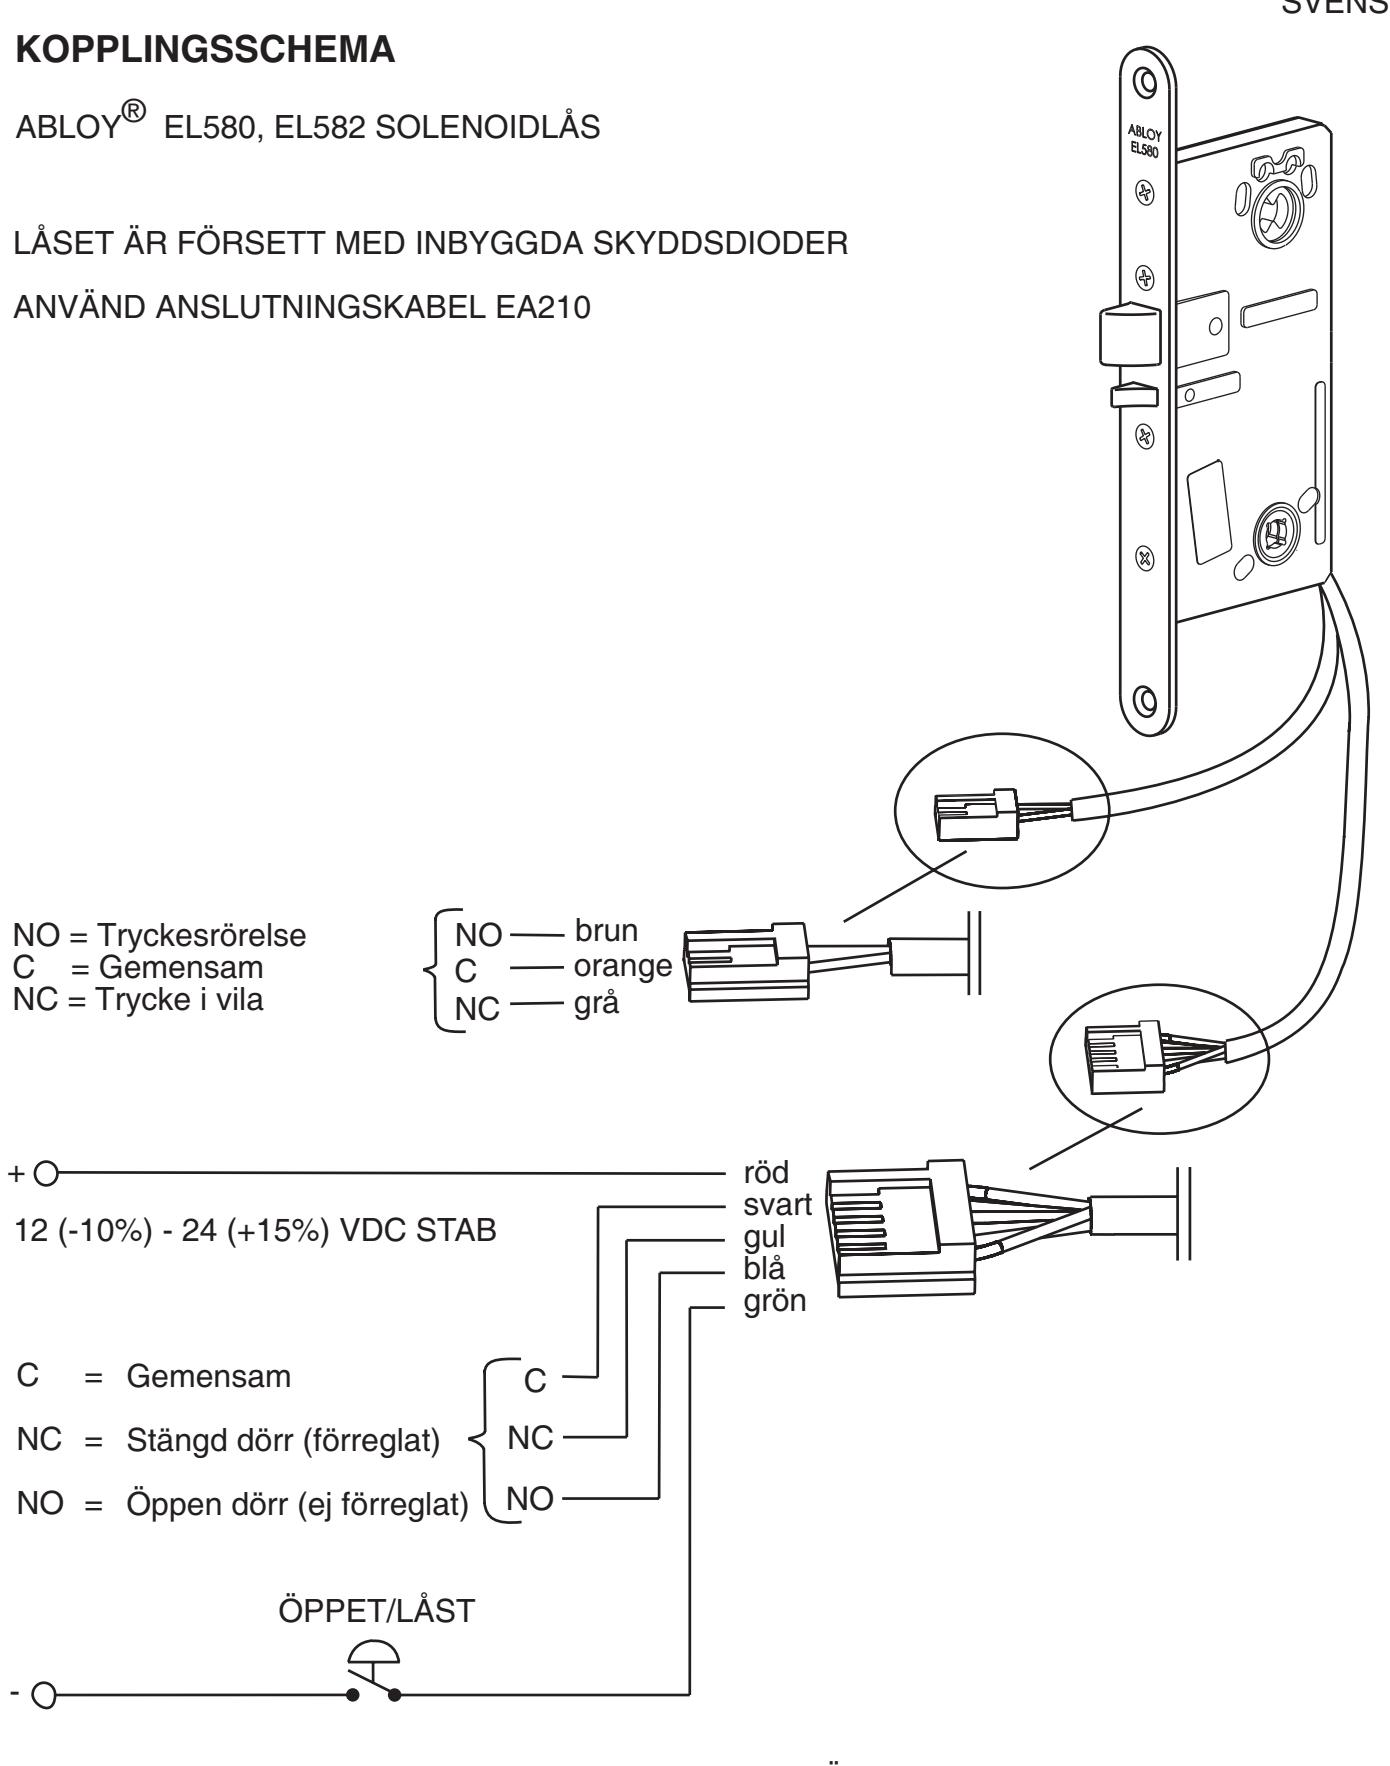 SVENS
KOPPLINGSSCHEMA
ABLOY® EL580, EL582 SOLENOIDLÅS
ABLOY
EL580
LÅSET ÄR FÖRSETT MED INBYGGDA SKYDDSDIODER
ANVÄND ANSLUTNINGSKABEL EA210
NO = Tryckesrörelse
C = Gemensam
NC = Trycke i vila
NO brun
C orange
NC grå
+
röd
svart
gul
blå
grön
12 (-10%) - 24 (+15%) VDC STAB
C = Gemensam
NC = Stängd dörr (förreglat)
NO = Öppen dörr (ej förreglat)
C
NC
NO
ÖPPET/LÅST
-